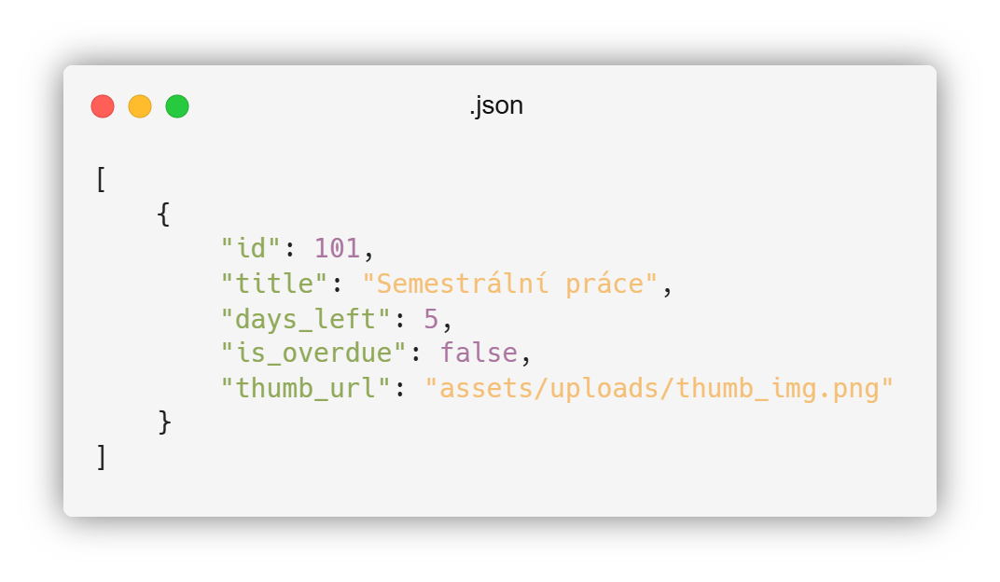 .json
[
    {
        "id": 101,
        "title": "Semestrální práce",
        "days_left": 5,
        "is_overdue": false,
        "thumb_url": "assets/uploads/thumb_img.png"
    }
]